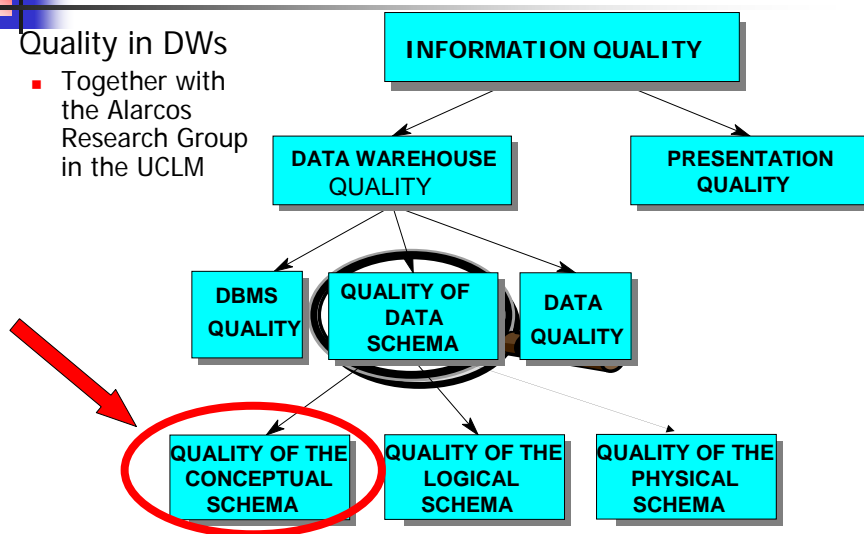 Quality in DWs
Together with
the Alarcos
Research Group
in the UCLM
INFORMATION QUALITY
DATA WAREHOUSE
QUALITY
PRESENTATION
QUALITY
DBMS
QUALITY
QUALITY OF
DATA
SCHEMA
DATA
QUALITY
QUALITY OF THE
CONCEPTUAL
SCHEMA
QUALITY OF THE
LOGICAL
SCHEMA
QUALITY OF THE
PHYSICAL
SCHEMA